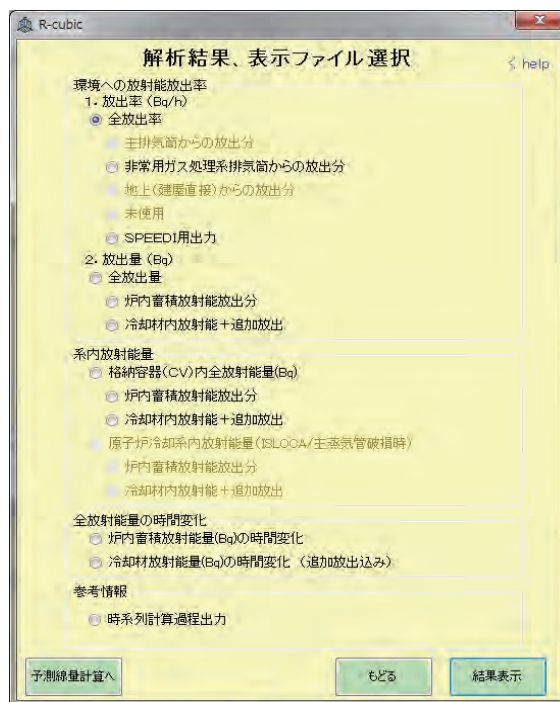 R-cubic
解析結果、表示ファイル選択
help
環境への放射能放出率
1. 放出率 (Bq/h)
全放出率
主排気筒からの放出分
非常用ガス処理系排気筒からの放出分
地上(建屋直接)からの放出分
未使用
SPEEDI用出力
2. 放出量 (Bq)
全放出量
炉内蓄積放射能放出分
冷却材内放射能+追加放出
系内放射能量
格納容器(CV)内全放射能量(Bq)
炉内蓄積放射能放出分
冷却材内放射能+追加放出
原子炉冷却系内放射能量(ISLOCA/主蒸気管破損時)
炉内蓄積放射能放出分
冷却材内放射能+追加放出
全放射能量の時間変化
炉内蓄積放射能量(Bq)の時間変化
冷却材放射能量(Bq)の時間変化 (追加放出込み)
参考情報
時系列計算過程出力
予測線量計算へ
もどる
結果表示